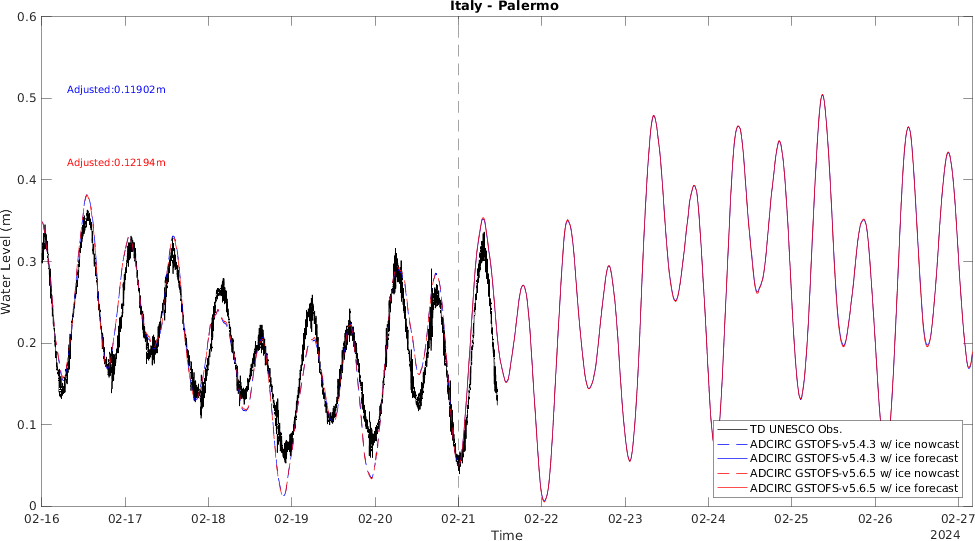 Italy - Palermo
0.6
0.5
0.4
0.3
0.2
0.1
0
Water Level (m)
Adjusted:0.11902m
Adjusted:0.12194m
TD UNESCO Obs.
ADCIRC GSTOFS-v5.4.3 w/ ice nowcast
ADCIRC GSTOFS-v5.4.3 w/ ice forecast
ADCIRC GSTOFS-v5.6.5 w/ ice nowcast
ADCIRC GSTOFS-v5.6.5 w/ ice forecast
02-16 02-17 02-18 02-19 02-20 02-21 02-22 02-23 02-24 02-25 02-26 02-27
Time
2024